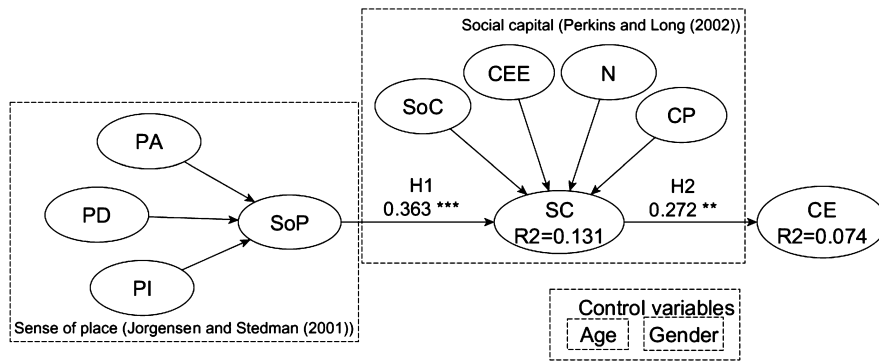 Social capital (Perkins and Long (2002))
CEE
N
SoC
CP
PA
PD
SoP
PI
H1
0.363 ***
SC
R2=0.131
H2
0.272 **
CE
R2=0.074
Sense of place (Jorgensen and Stedman (2001))
Control variables
Age
Gender